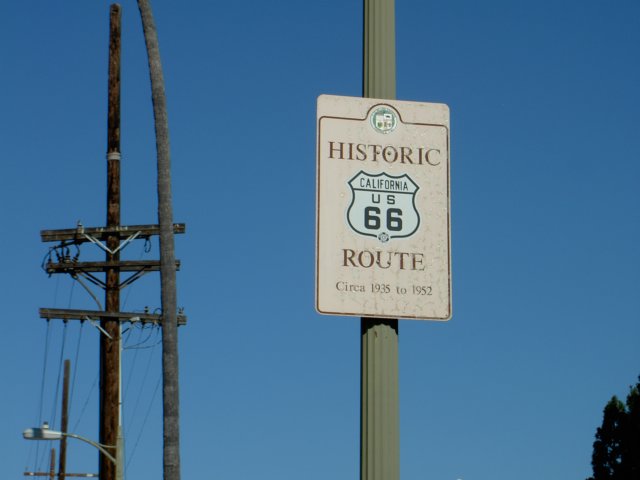 HISTORIC
CALIFORNIA
US
66
ROUTE
Circa 1935 to 1952